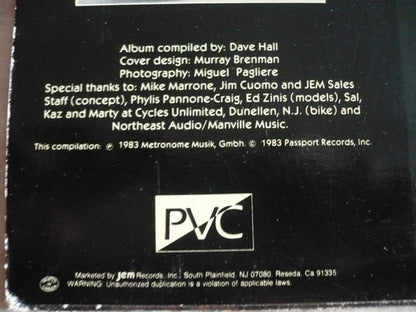 Album compiled by: Dave Hall
Cover design: Murray Brenman
Photography: Miguel Pagliere
Special thanks to: Mike Marrone, Jim Cuomo and JEM Sales
Staff (concept), Phylis Pannone-Craig, Ed Zinis (models), Sal,
Kaz and Marty at Cycles Unlimited, Dunellen, N.J. (bike) and
Northeast Audio/Manville Music.
This compilation: ℗ 1983 Metronome Musik, Gmbh. © 1983 Passport Records, Inc.
PVC
Marketed by jem Records, Inc., South Plainfield, NJ 07080. Reseda, Ca 91335
WARNING: Unauthorized duplication is a violation of applicable laws.